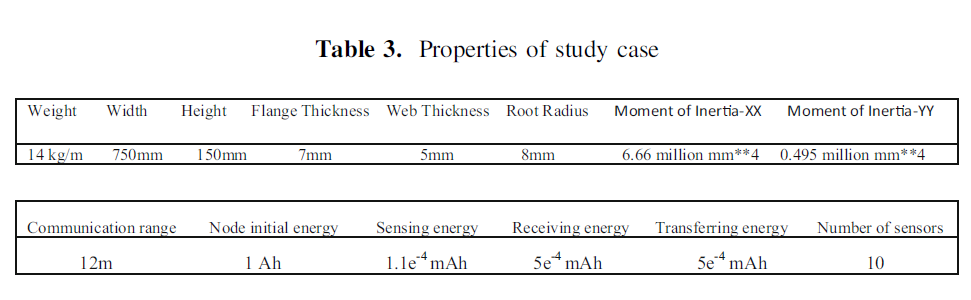 Table 3. Properties of study case
Weight Width Height Flange Thickness Web Thickness Root Radius Moment of Inertia-XX Moment of Inertia-YY
14 kg/m 750mm 150mm 7mm 5mm 8mm 6.66 million mm**4 0.495 million mm**4
Communication range Node initial energy Sensing energy Receiving energy Transferring energy Number of sensors
12m 1 Ah 1.1e⁻⁴ mAh 5e⁻⁴ mAh 5e⁻⁴ mAh 10